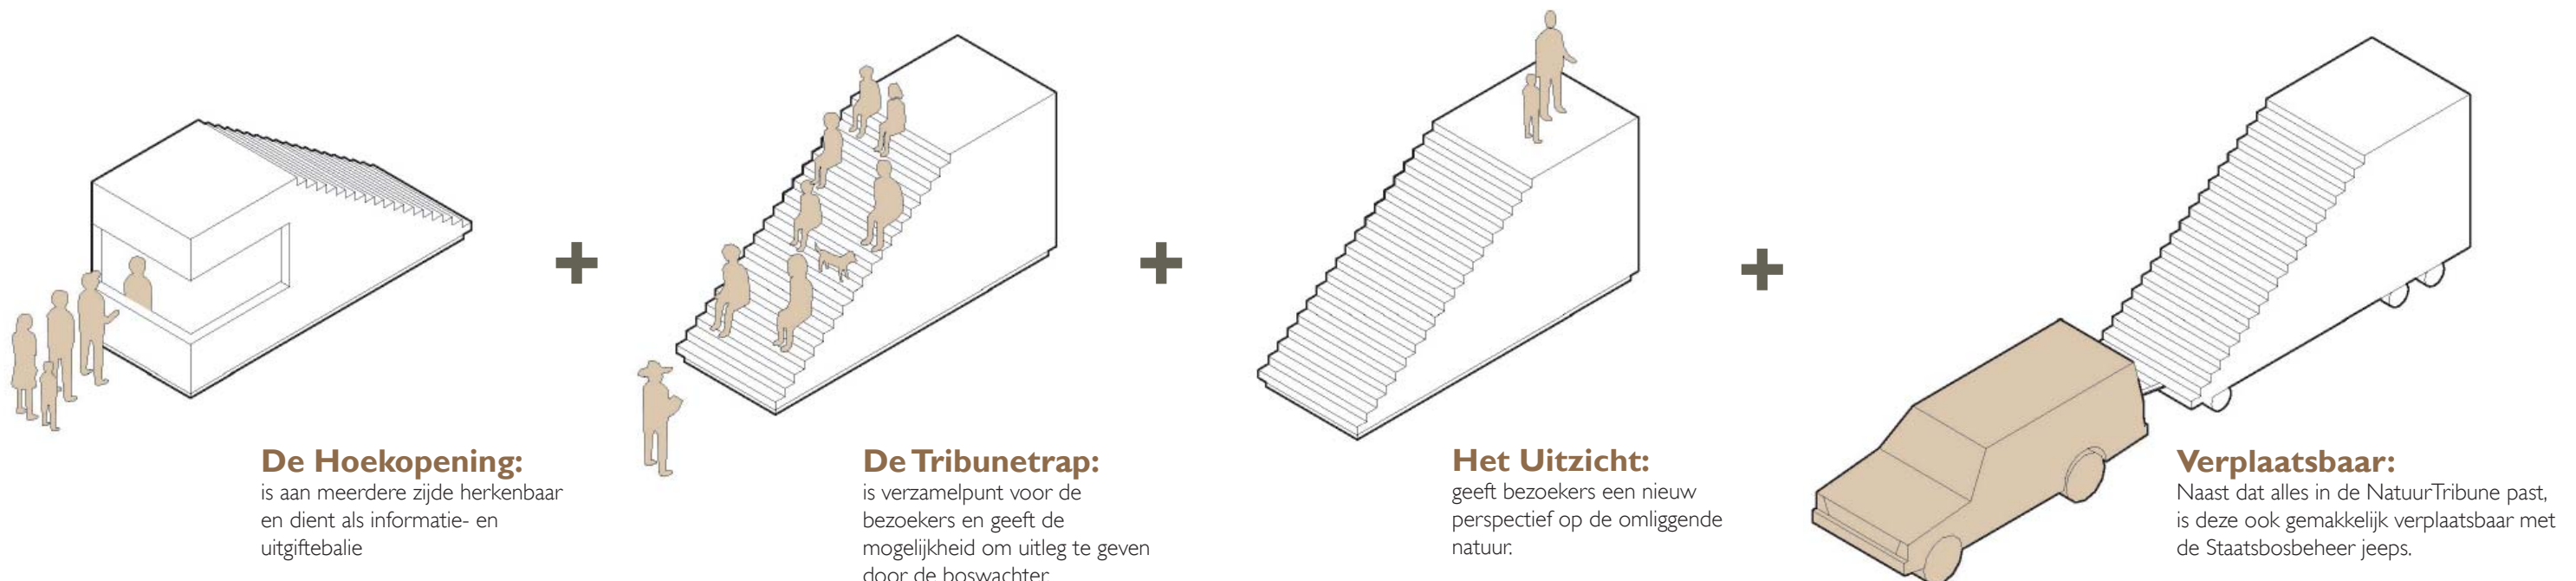 De Hoekopening:
is aan meerdere zijde herkenbaar
en dient als informatie- en
uitgiftebalie
De Tribunetrap:
is verzamelpunt voor de
bezoekers en geeft de
mogelijkheid om uitleg te geven
door de boswachter
Het Uitzicht:
geeft bezoekers een nieuw
perspectief op de omliggende
natuur.
Verplaatsbaar:
Naast dat alles in de NatuurTribune past,
is deze ook gemakkelijk verplaatsbaar met
de Staatsbosbeheer jeeps.